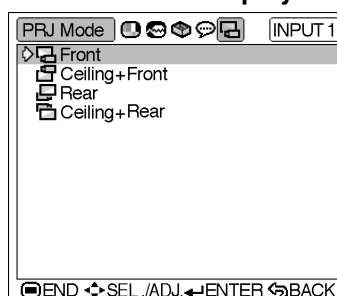 PRJ Mode INPUT 1
Front
Ceiling+Front
Rear
Ceiling+Rear
END SEL./ADJ. ENTER BACK